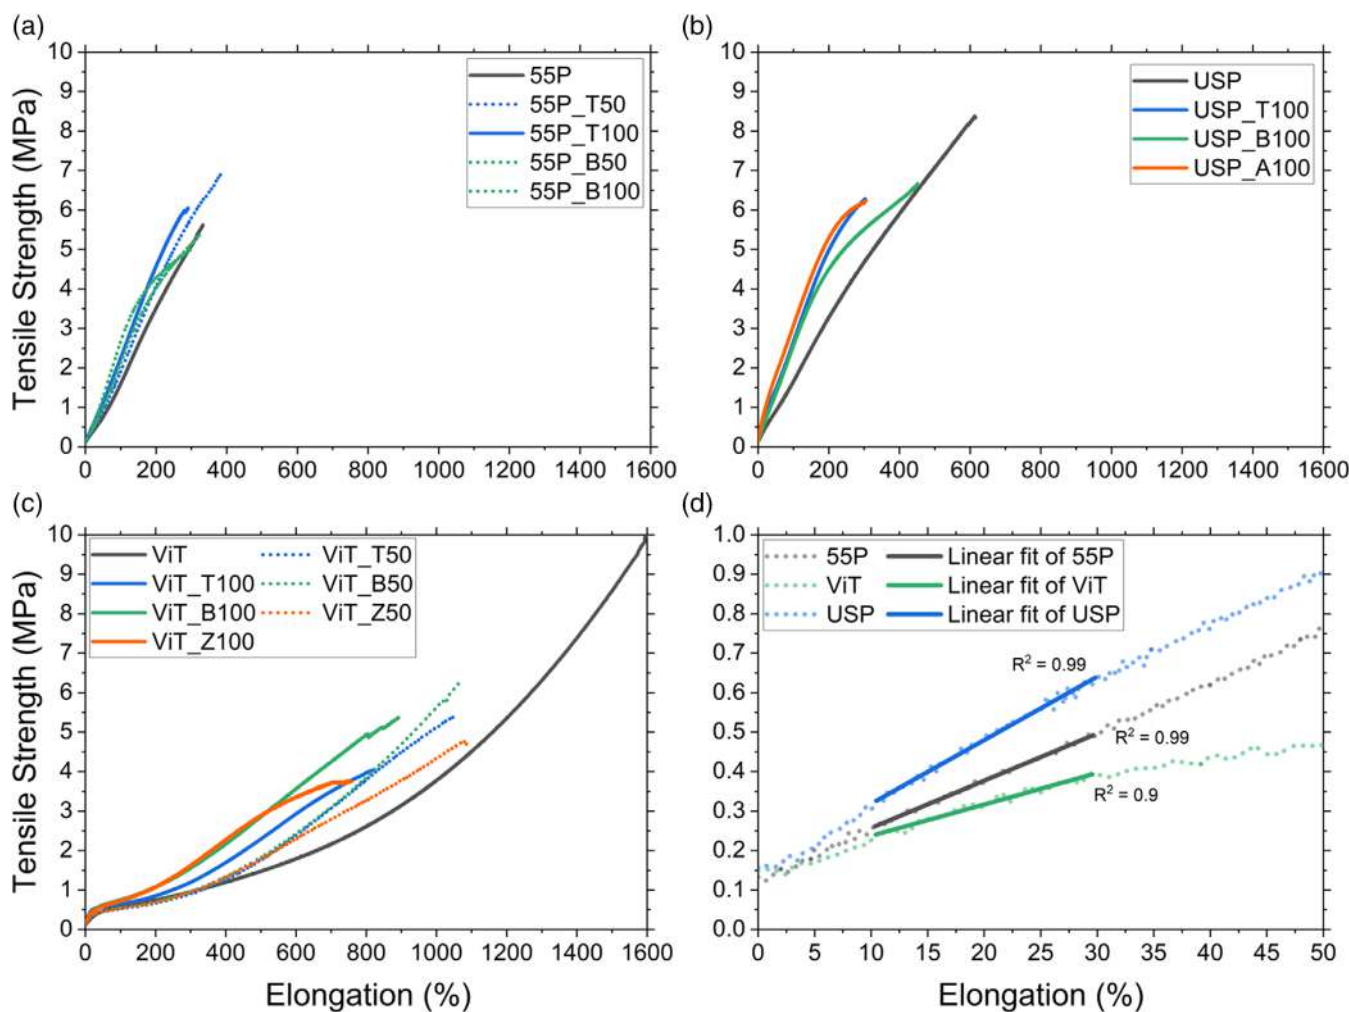 (a)
Tensile Strength (MPa)
10
9
8
7
6
5
4
3
2
1
0
55P
55P_T50
55P_T100
55P_B50
55P_B100
0 200 400 600 800 1000 1200 1400 1600
(b)
10
9
8
7
6
5
4
3
2
1
0
USP
USP_T100
USP_B100
USP_A100
0 200 400 600 800 1000 1200 1400 1600
(c)
Tensile Strength (MPa)
10
9
8
7
6
5
4
3
2
1
0
ViT ViT_T50
ViT_T100 ViT_B50
ViT_B100 ViT_Z50
ViT_Z100
0 200 400 600 800 1000 1200 1400 1600
Elongation (%)
(d)
1.0
0.9
0.8
0.7
0.6
0.5
0.4
0.3
0.2
0.1
0.0
55P Linear fit of 55P
ViT Linear fit of ViT
USP Linear fit of USP
R² = 0.99
R² = 0.99
R² = 0.9
0 5 10 15 20 25 30 35 40 45 50
Elongation (%)